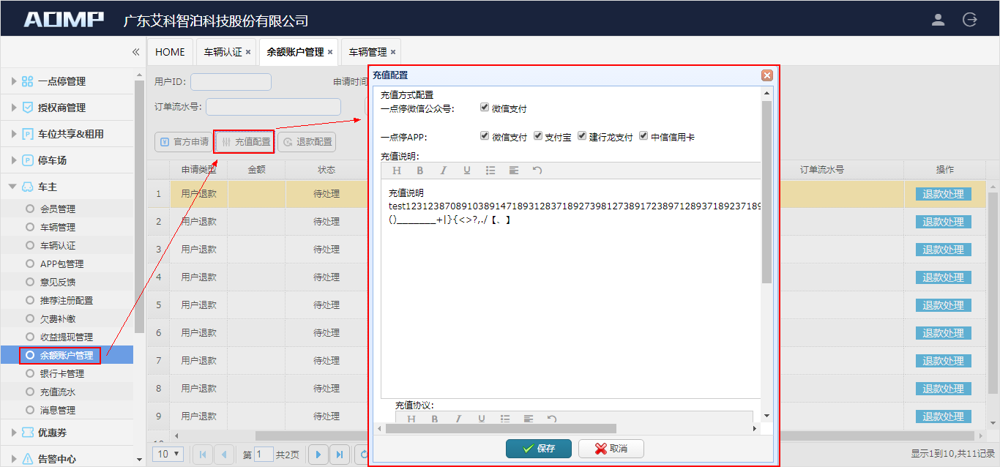 AOMP 广东艾科智泊科技股份有限公司
« HOME 车辆认证 × 余额账户管理 × 车辆管理 ×
一点停管理
授权商管理
车位共享&租用
停车场
车主
会员管理
车辆管理
车辆认证
APP包管理
意见反馈
推荐注册配置
欠费补缴
收益提现管理
余额账户管理
银行卡管理
充值流水
消息管理
优惠券
告警中心
用户ID: 申请时间
订单流水号:
官方申请 充值配置 退款配置
申请类型 金额 状态 订单流水号 操作
1 用户退款 待处理 退款处理
2 用户退款 待处理 退款处理
3 用户退款 待处理 退款处理
4 用户退款 待处理 退款处理
5 用户退款 待处理 退款处理
6 用户退款 待处理 退款处理
7 用户退款 待处理 退款处理
8 用户退款 待处理 退款处理
9 用户退款 待处理 退款处理
10 第 1 共2页 显示1到10,共11记录
充值配置
充值方式配置
一点停微信公众号: 微信支付
一点停APP: 微信支付 支付宝 建行龙支付 中信信用卡
充值说明:
H B I U
充值说明
test1231238708910389147189312837189273981273891723897128937189237189
()_______+|}{<>?,./【、】
充值协议:
H B I U
保存 取消